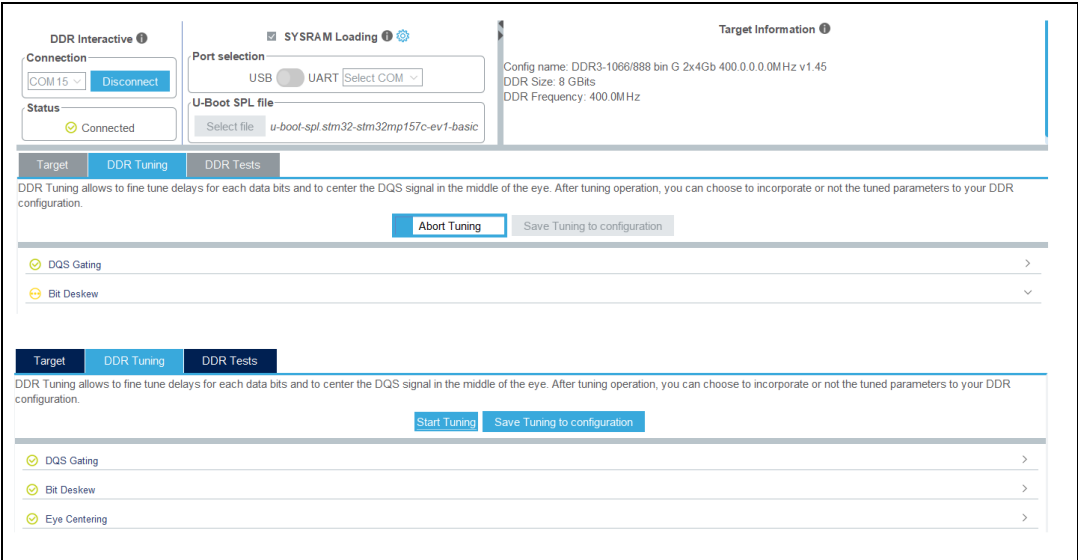 DDR Interactive
Connection
COM15
Disconnect
Status
Connected
SYSRAM Loading
Port selection
USB UART Select COM
U-Boot SPL file
Select file u-boot-spl.stm32-stm32mp157c-ev1-basic
Target Information
Config name: DDR3-1066/888 bin G 2x4Gb 400.0.0.0.0MHz v1.45
DDR Size: 8 GBits
DDR Frequency: 400.0MHz
Target DDR Tuning DDR Tests
DDR Tuning allows to fine tune delays for each data bits and to center the DQS signal in the middle of the eye. After tuning operation, you can choose to incorporate or not the tuned parameters to your DDR
configuration.
Abort Tuning Save Tuning to configuration
DQS Gating
Bit Deskew
Target DDR Tuning DDR Tests
DDR Tuning allows to fine tune delays for each data bits and to center the DQS signal in the middle of the eye. After tuning operation, you can choose to incorporate or not the tuned parameters to your DDR
configuration.
Start Tuning Save Tuning to configuration
DQS Gating
Bit Deskew
Eye Centering